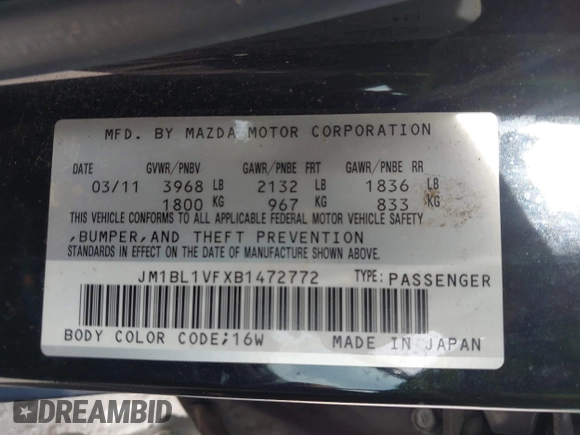 MFD. BY MAZDA MOTOR CORPORATION
DATE GVWR/PNBV GAWR/PNBE FRT GAWR/PNBE RR
03/11 3968 LB 2132 LB 1836 LB
1800 KG 967 KG 833 KG
THIS VEHICLE CONFORMS TO ALL APPLICABLE FEDERAL MOTOR VEHICLE SAFETY
,BUMPER,AND THEFT PREVENTION
STANDARDS IN EFFECT ON THE DATE OF MANUFACTURE SHOWN ABOVE.
JM1BL1VFXB1472772 TYPE:PASSENGER
BODY COLOR CODE;16W MADE IN JAPAN
DREAMBID